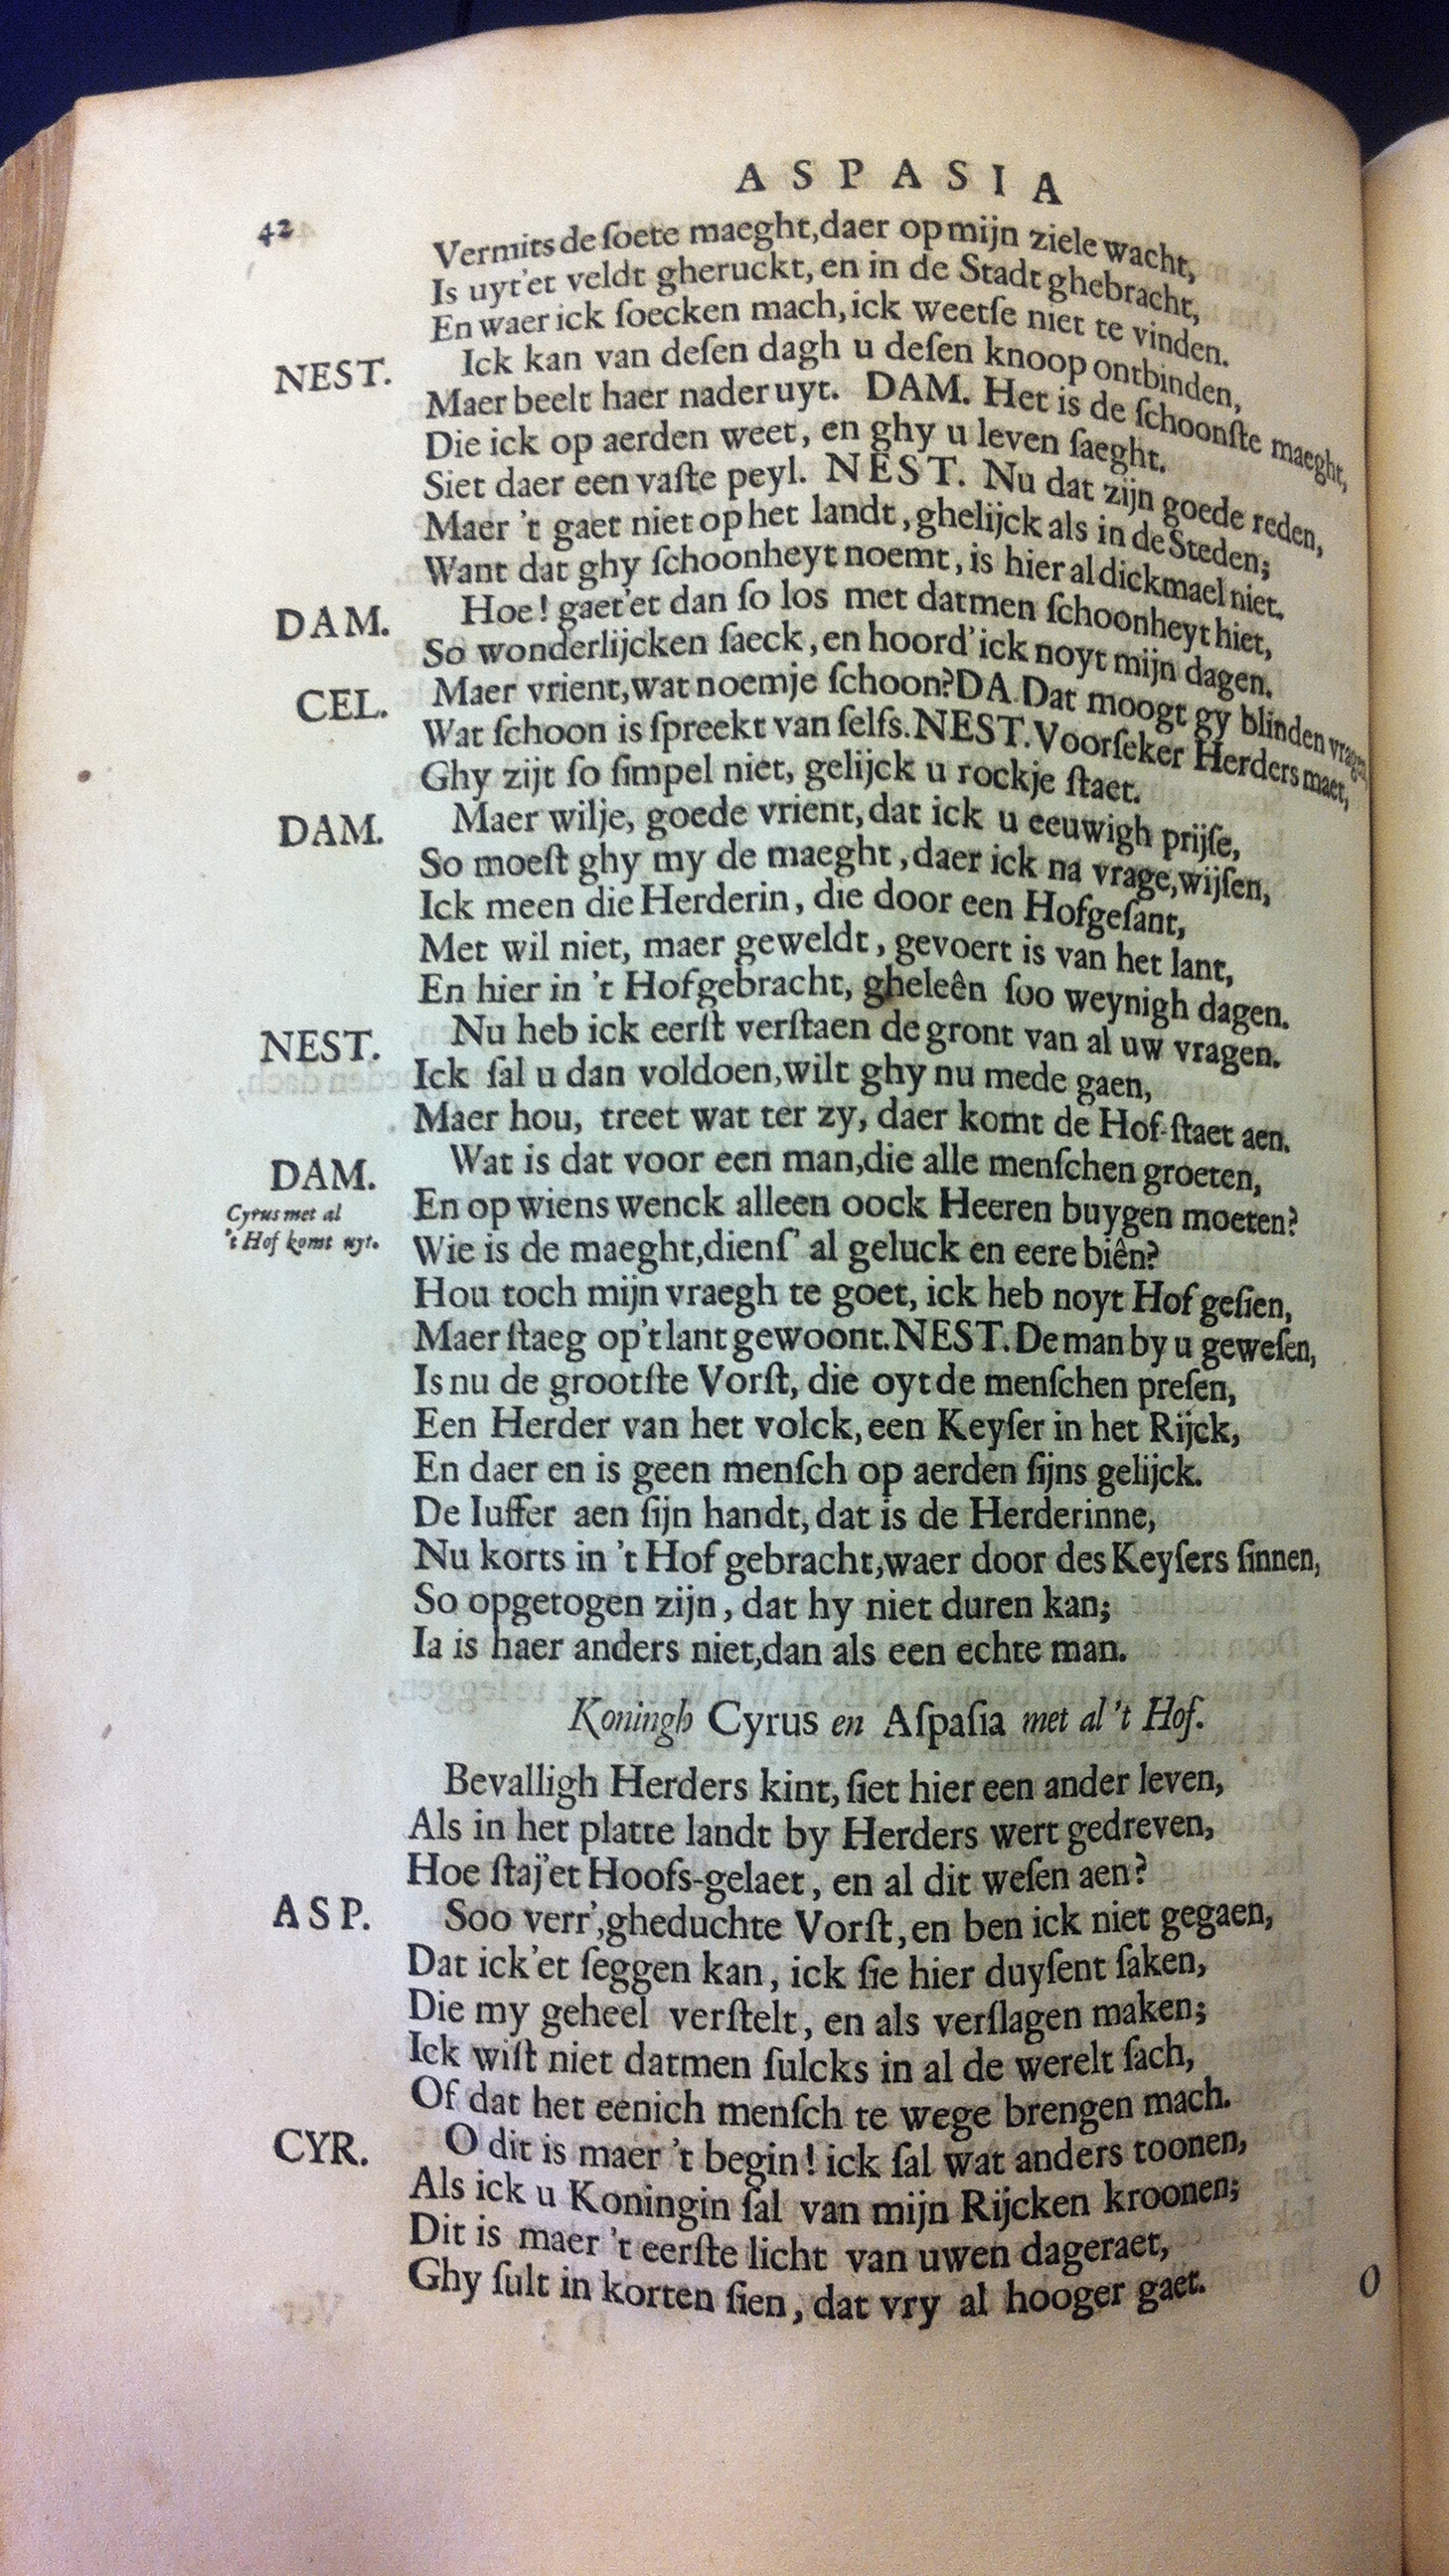 ASPASIA
42
Vermits de ſoete maeght, daer op mijn ziele wacht,
Is uyt'et veldt gheruckt, en in de Stadt ghebracht,
En waer ick ſoecken mach, ick weetſe niet te vinden.
NEST. Ick kan van deſen dagh u deſen knoop ontbinden,
Maer beelt haer nader uyt. DAM. Het is de ſchoonſte maeght,
Die ick op aerden weet, en ghy u leven ſaeght.
Siet daer een vaſte peyl. NEST. Nu dat zijn goede reden,
Maer 't gaet niet op het landt, ghelijck als in de Steden;
Want dat ghy ſchoonheyt noemt, is hier al dickmael niet.
DAM. Hoe! gaet'et dan ſo los met datmen ſchoonheyt hiet,
So wonderlijcken ſaeck, en hoord' ick noyt mijn dagen.
CEL. Maer vrient, wat noemje ſchoon? DA. Dat moogt gy blinden vragen
Wat ſchoon is ſpreekt van ſelfs. NEST. Voorſeker Herders maet,
Ghy zijt ſo ſimpel niet, gelijck u rockje ſtaet.
DAM. Maer wilje, goede vrient, dat ick u eeuwigh prijſe,
So moeſt ghy my de maeght, daer ick na vrage, wijſen,
Ick meen die Herderin, die door een Hofgeſant,
Met wil niet, maer geweldt, gevoert is van het lant,
En hier in 't Hof gebracht, gheleên ſoo weynigh dagen.
NEST. Nu heb ick eerſt verſtaen de gront van al uw vragen.
Ick ſal u dan voldoen, wilt ghy nu mede gaen,
Maer hou, treet wat ter zy, daer komt de Hof-ſtaet aen.
DAM. Wat is dat voor een man, die alle menſchen groeten,
Cyrus met al
't Hof komt uyt.
En op wiens wenck alleen oock Heeren buygen moeten?
Wie is de maeght, dienſ' al geluck en eere biên?
Hou toch mijn vraegh te goet, ick heb noyt Hof geſien,
Maer ſtaeg op't lant gewoont. NEST. De man by u geweſen,
Is nu de grootſte Vorſt, die oyt de menſchen preſen,
Een Herder van het volck, een Keyſer in het Rijck,
En daer en is geen menſch op aerden ſijns gelijck.
De Iuffer aen ſijn handt, dat is de Herderinne,
Nu korts in 't Hof gebracht, waer door des Keyſers ſinnen,
So opgetogen zijn, dat hy niet duren kan;
Ia is haer anders niet, dan als een echte man.
Koningh Cyrus en Aſpaſia met al 't Hof.
Bevalligh Herders kint, ſiet hier een ander leven,
Als in het platte landt by Herders wert gedreven,
Hoe ſtaj'et Hoofs-gelaet, en al dit weſen aen?
ASP. Soo verr', gheduchte Vorſt, en ben ick niet gegaen,
Dat ick'et ſeggen kan, ick ſie hier duyſent ſaken,
Die my geheel verſtelt, en als verſlagen maken;
Ick wiſt niet datmen ſulcks in al de werelt ſach,
Of dat het eenich menſch te wege brengen mach.
CYR. O dit is maer 't begin! ick ſal wat anders toonen,
Als ick u Koningin ſal van mijn Rijcken kroonen;
Dit is maer 't eerſte licht van uwen dageraet,
Ghy ſult in korten ſien, dat vry al hooger gaet.
O